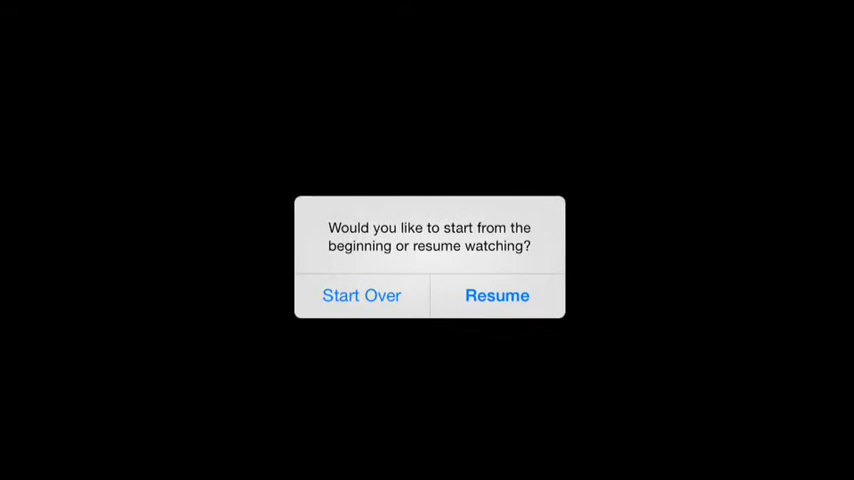 Would you like to start from the
beginning or resume watching?
Start Over
Resume